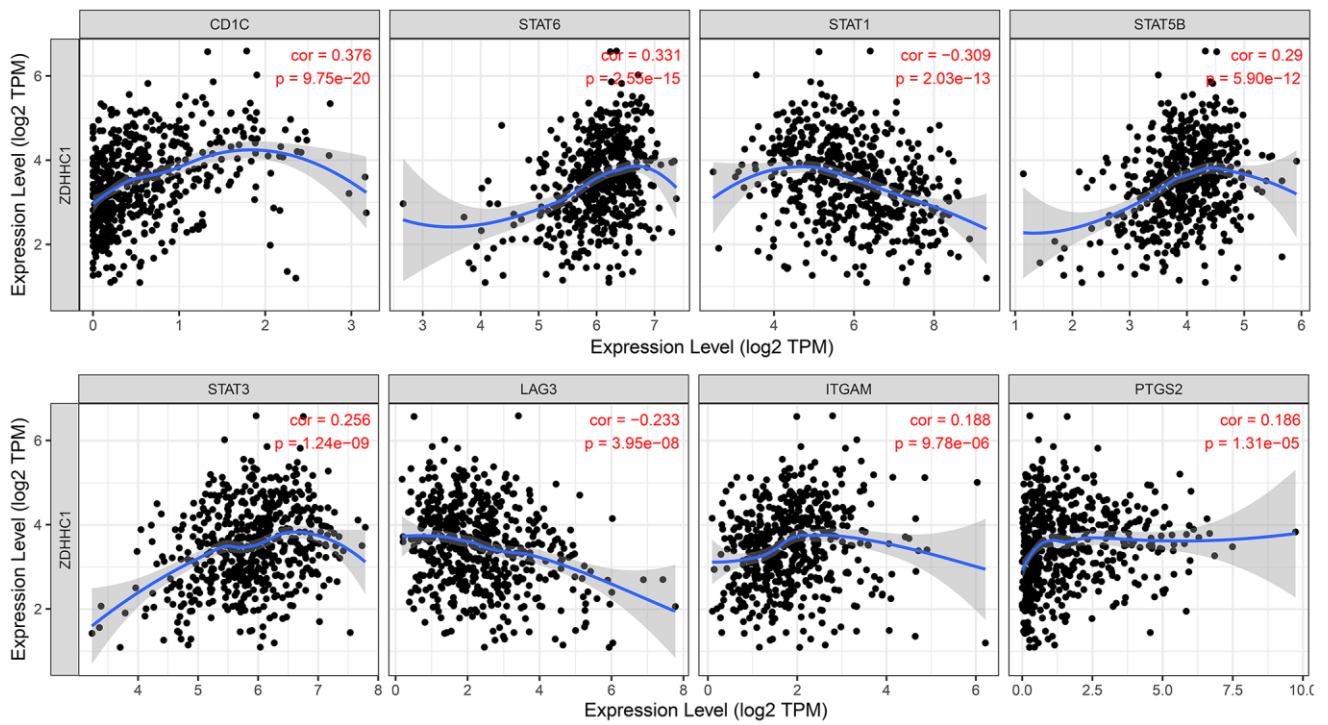 CD1C
STAT6
STAT1
STAT5B
cor = 0.376
p = 9.75e−20
cor = 0.331
p = 2.55e−15
cor = −0.309
p = 2.03e−13
cor = 0.29
p = 5.90e−12
Expression Level (log2 TPM)
ZDHHC1
6
4
2
0 1 2 3
3 4 5 6 7
4 6 8
1 2 3 4 5 6
Expression Level (log2 TPM)
STAT3
LAG3
ITGAM
PTGS2
cor = 0.256
p = 1.24e−09
cor = −0.233
p = 3.95e−08
cor = 0.188
p = 9.78e−06
cor = 0.186
p = 1.31e−05
Expression Level (log2 TPM)
ZDHHC1
6
4
2
4 5 6 7 8
0 2 4 6 8
0 2 4 6
0.0 2.5 5.0 7.5 10.0
Expression Level (log2 TPM)